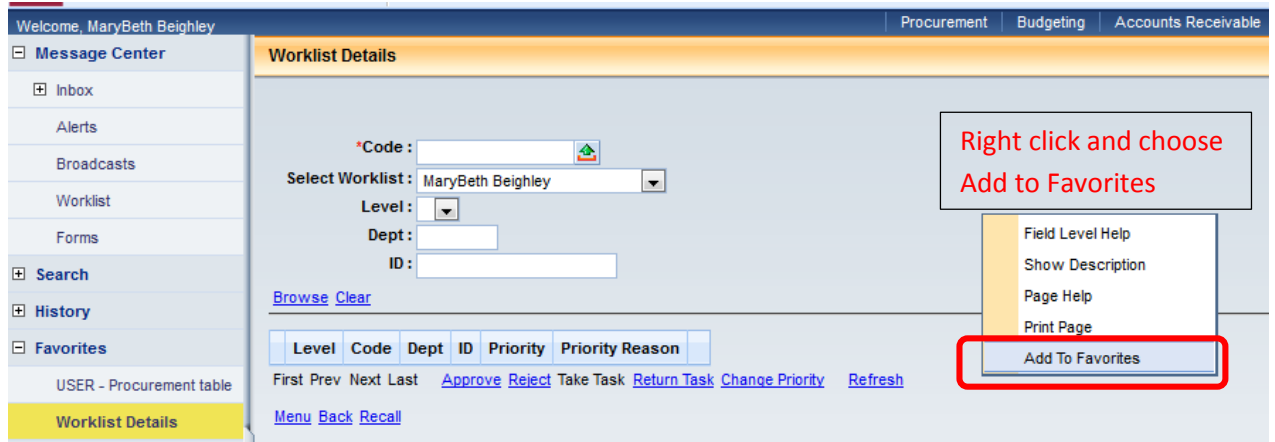 Welcome, MaryBeth Beighley
Procurement Budgeting Accounts Receivable
Message Center
Inbox
Alerts
Broadcasts
Worklist
Forms
Search
History
Favorites
USER - Procurement table
Worklist Details
Worklist Details
*Code :
Select Worklist : MaryBeth Beighley
Level :
Dept :
ID :
Browse Clear
Level Code Dept ID Priority Priority Reason
First Prev Next Last Approve Reject Take Task Return Task Change Priority Refresh
Menu Back Recall
Right click and choose
Add to Favorites
Field Level Help
Show Description
Page Help
Print Page
Add To Favorites